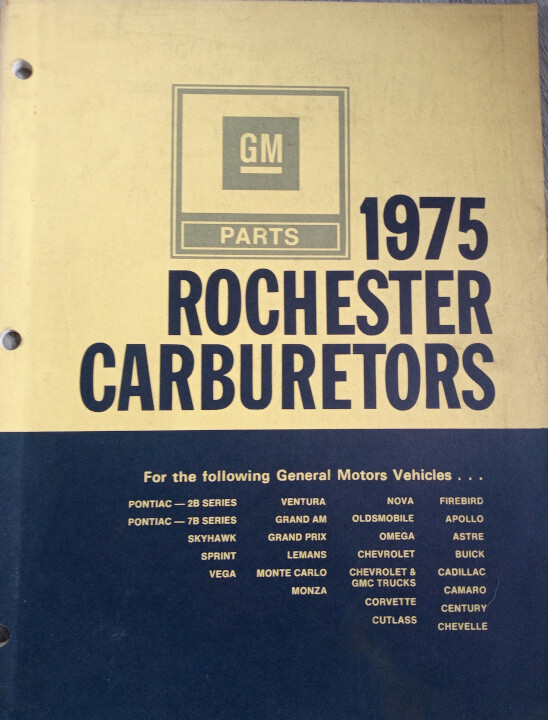 GM
PARTS
1975
ROCHESTER
CARBURETORS
For the following General Motors Vehicles . . .
PONTIAC — 2B SERIES
PONTIAC — 7B SERIES
SKYHAWK
SPRINT
VEGA
VENTURA
GRAND AM
GRAND PRIX
LEMANS
MONTE CARLO
MONZA
NOVA
OLDSMOBILE
OMEGA
CHEVROLET
CHEVROLET &
GMC TRUCKS
CORVETTE
CUTLASS
FIREBIRD
APOLLO
ASTRE
BUICK
CADILLAC
CAMARO
CENTURY
CHEVELLE